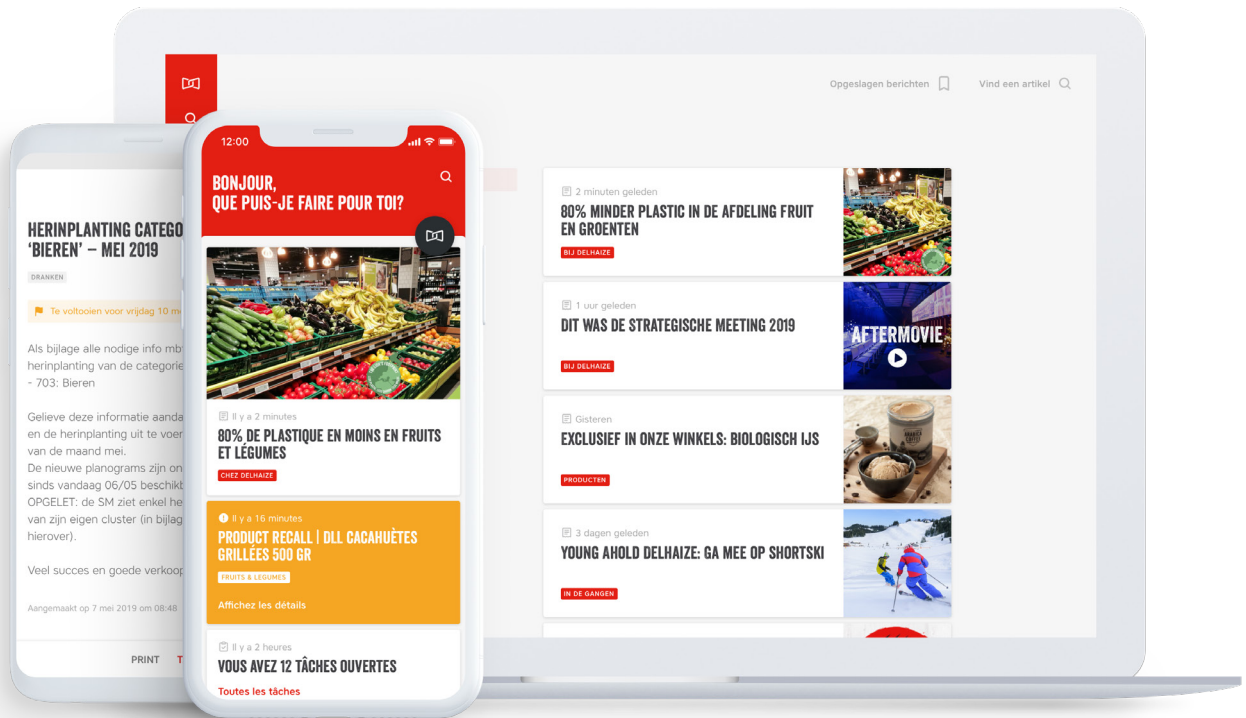 Opgeslagen berichten
Vind een artikel
2 minuten geleden
80% MINDER PLASTIC IN DE AFDELING FRUIT
EN GROENTEN
BIJ DELHAIZE
1 uur geleden
DIT WAS DE STRATEGISCHE MEETING 2019
BIJ DELHAIZE
AFTERMOVIE
Gisteren
EXCLUSIEF IN ONZE WINKELS: BIOLOGISCH IJS
PRODUCTEN
3 dagen geleden
YOUNG AHOLD DELHAIZE: GA MEE OP SHORTSKI
IN DE GANGEN
12:00
BONJOUR,
QUE PUIS-JE FAIRE POUR TOI?
Il y a 2 minutes
80% DE PLASTIQUE EN MOINS EN FRUITS
ET LÉGUMES
CHEZ DELHAIZE
Il y a 16 minutes
PRODUCT RECALL | DLL CACAHUÈTES
GRILLÉES 500 GR
FRUITS & LEGUMES
Affichez les détails
Il y a 2 heures
VOUS AVEZ 12 TÂCHES OUVERTES
Toutes les tâches
HERINPLANTING CATEGO
'BIEREN' – MEI 2019
DRANKEN
Te voltooien voor vrijdag 10 m
Als bijlage alle nodige info mb
herinplanting van de categorie
- 703: Bieren
Gelieve deze informatie aanda
en de herinplanting uit te voer
van de maand mei.
De nieuwe planograms zijn on
sinds vandaag 06/05 beschikb
OPGELET: de SM ziet enkel he
van zijn eigen cluster (in bijlag
hierover).
Veel succes en goede verkoop
Aangemaakt op 7 mei 2019 om 08:48
PRINT T